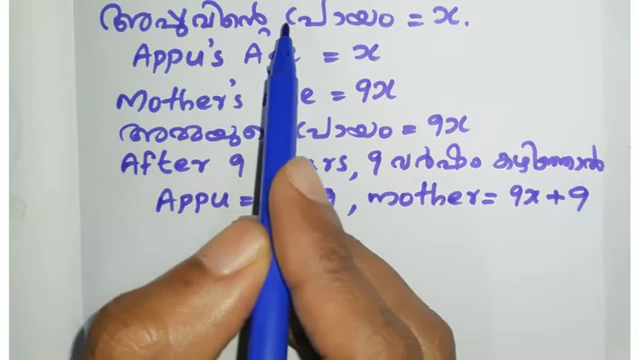 അപ്പുവിന്റെ പ്രായം = x.
Appu's = x
Mother's = 9x
പ്രായം = 9x
After 9 , 9 വർഷം കഴിഞ്ഞാൽ
Appu = , mother = 9x + 9